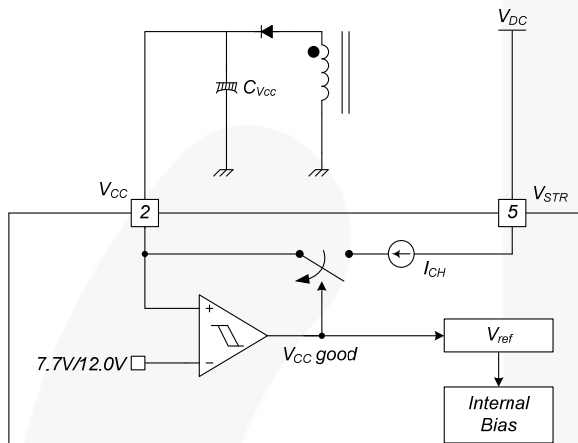 V_DC
C_Vcc
V_CC
2
5
V_STR
I_CH
+
−
7.7V/12.0V
V_CC good
V_ref
Internal
Bias